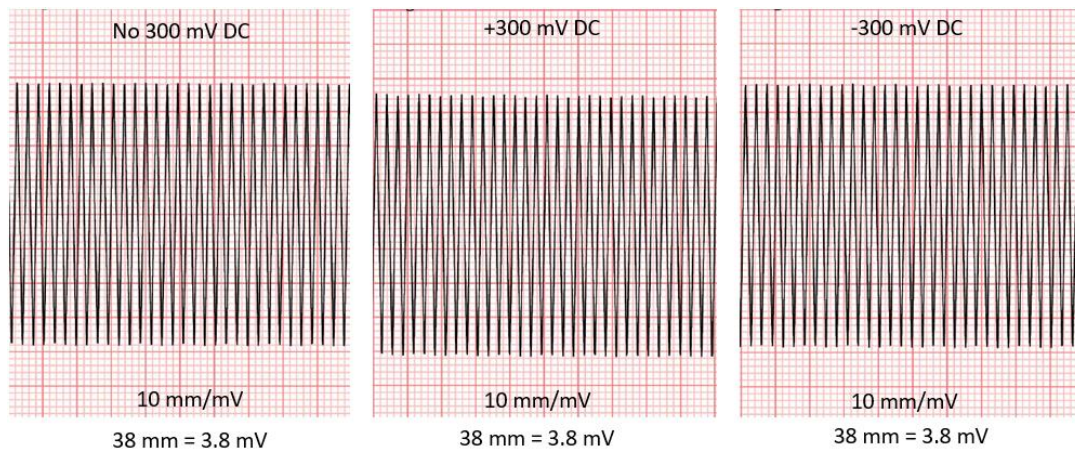 No 300 mV DC
+300 mV DC
-300 mV DC
10 mm/mV
10 mm/mV
10 mm/mV
38 mm = 3.8 mV
38 mm = 3.8 mV
38 mm = 3.8 mV